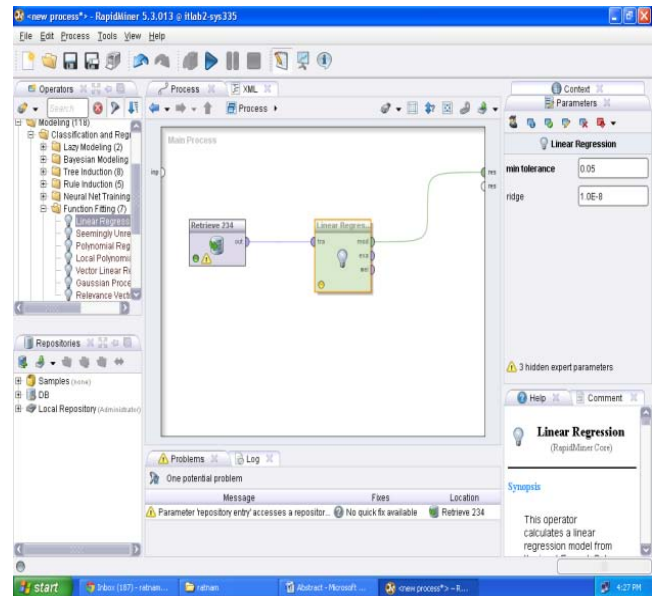 <new process*> - RapidMiner 5.3.013 @ itlab2-sys335
File Edit Process Tools View Help
Operators
Search
Modeling (118)
Classification and Regr
Lazy Modeling (2)
Bayesian Modeling
Tree Induction (8)
Rule Induction (5)
Neural Net Training
Function Fitting (7)
Linear Regress
Seemingly Unre
Polynomial Reg
Local Polynomi
Vector Linear Re
Gaussian Proce
Relevance Vect
Repositories
Samples (none)
DB
Local Repository (Administrator)
Process XML
Process
Main Process
inp
res
res
Retrieve 234
out
Linear Regres...
tra mod
exa
wei
Problems Log
One potential problem
Message Fixes Location
Parameter 'repository entry' accesses a repositor... No quick fix available Retrieve 234
Context
Parameters
Linear Regression
min tolerance 0.05
ridge 1.0E-8
3 hidden expert parameters
Help Comment
Linear Regression
(RapidMiner Core)
Synopsis
This operator
calculates a linear
regression model from
start Inbox (187) - ratnam... ratnam Abstract - Microsoft ... <new process*> – R... 4:27 PM